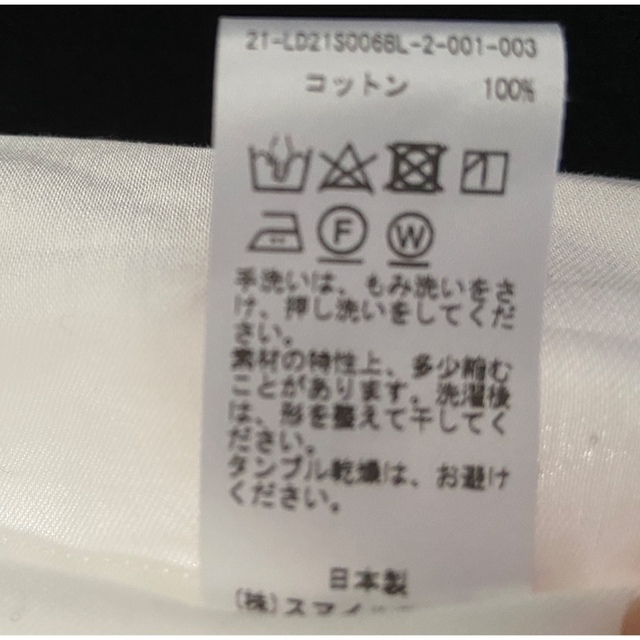 21-LD21S006BL-2-001-003
コットン 100%
F W
手洗いは、もみ洗いをさ
け、押し洗いをしてくだ
さい。
素材の特性上、多少縮む
ことがあります。洗濯後
は、形を整えて干してく
ださい。
タンブル乾燥は、お避け
ください。
日本製
(株)スマイル